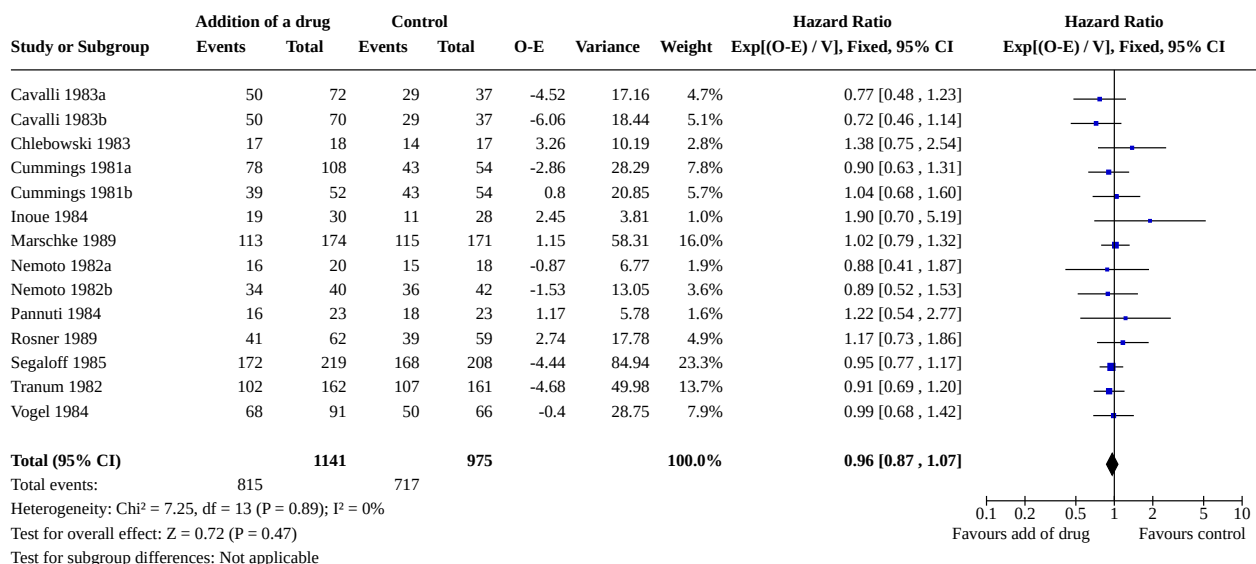 Addition of a drug Control Hazard Ratio Hazard Ratio
Study or Subgroup Events Total Events Total O-E Variance Weight Exp[(O-E) / V], Fixed, 95% CI Exp[(O-E) / V], Fixed, 95% CI
Cavalli 1983a 50 72 29 37 -4.52 17.16 4.7% 0.77 [0.48 , 1.23]
Cavalli 1983b 50 70 29 37 -6.06 18.44 5.1% 0.72 [0.46 , 1.14]
Chlebowski 1983 17 18 14 17 3.26 10.19 2.8% 1.38 [0.75 , 2.54]
Cummings 1981a 78 108 43 54 -2.86 28.29 7.8% 0.90 [0.63 , 1.31]
Cummings 1981b 39 52 43 54 0.8 20.85 5.7% 1.04 [0.68 , 1.60]
Inoue 1984 19 30 11 28 2.45 3.81 1.0% 1.90 [0.70 , 5.19]
Marschke 1989 113 174 115 171 1.15 58.31 16.0% 1.02 [0.79 , 1.32]
Nemoto 1982a 16 20 15 18 -0.87 6.77 1.9% 0.88 [0.41 , 1.87]
Nemoto 1982b 34 40 36 42 -1.53 13.05 3.6% 0.89 [0.52 , 1.53]
Pannuti 1984 16 23 18 23 1.17 5.78 1.6% 1.22 [0.54 , 2.77]
Rosner 1989 41 62 39 59 2.74 17.78 4.9% 1.17 [0.73 , 1.86]
Segaloff 1985 172 219 168 208 -4.44 84.94 23.3% 0.95 [0.77 , 1.17]
Tranum 1982 102 162 107 161 -4.68 49.98 13.7% 0.91 [0.69 , 1.20]
Vogel 1984 68 91 50 66 -0.4 28.75 7.9% 0.99 [0.68 , 1.42]
Total (95% CI) 1141 975 100.0% 0.96 [0.87 , 1.07]
Total events: 815 717
Heterogeneity: Chi² = 7.25, df = 13 (P = 0.89); I² = 0%
0.1 0.2 0.5 1 2 5 10
Test for overall effect: Z = 0.72 (P = 0.47)
Favours add of drug Favours control
Test for subgroup differences: Not applicable